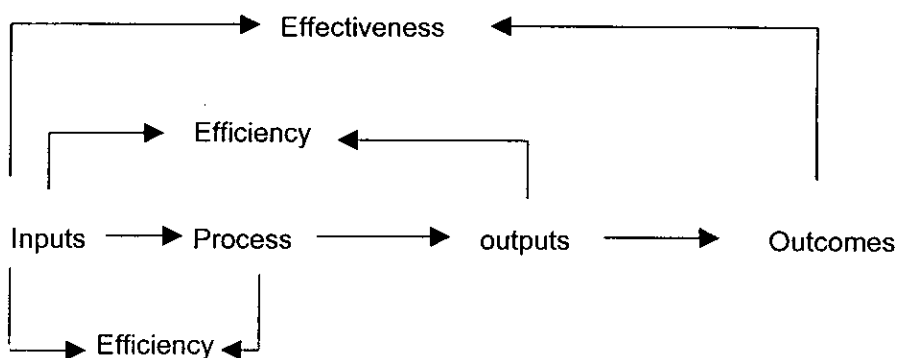 Effectiveness
Efficiency
Inputs Process outputs Outcomes
Efficiency